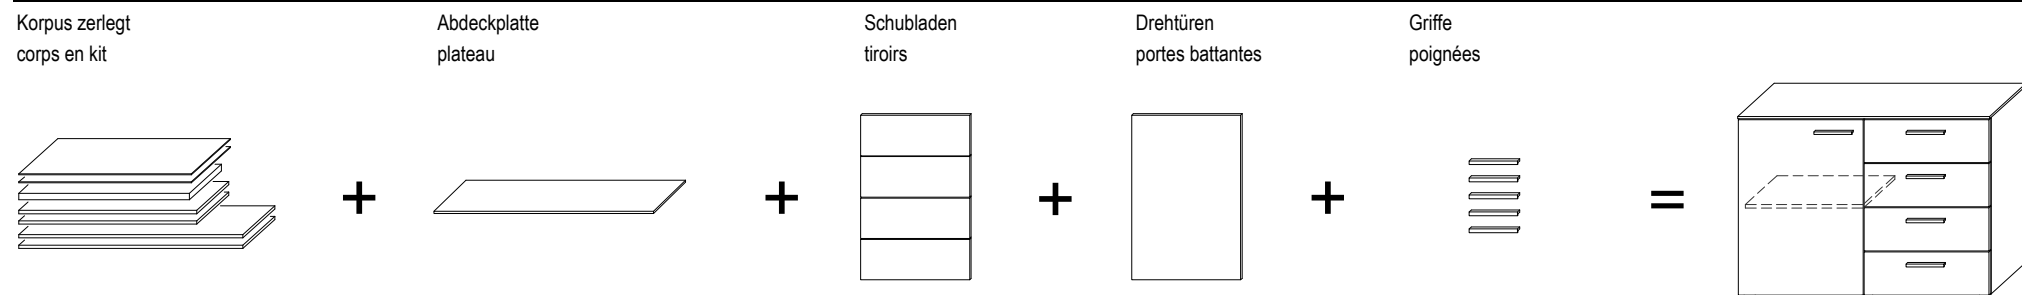 Korpus zerlegt
corps en kit
Abdeckplatte
plateau
Schubladen
tiroirs
Drehtüren
portes battantes
Griffe
poignées
+
+
+
+
=